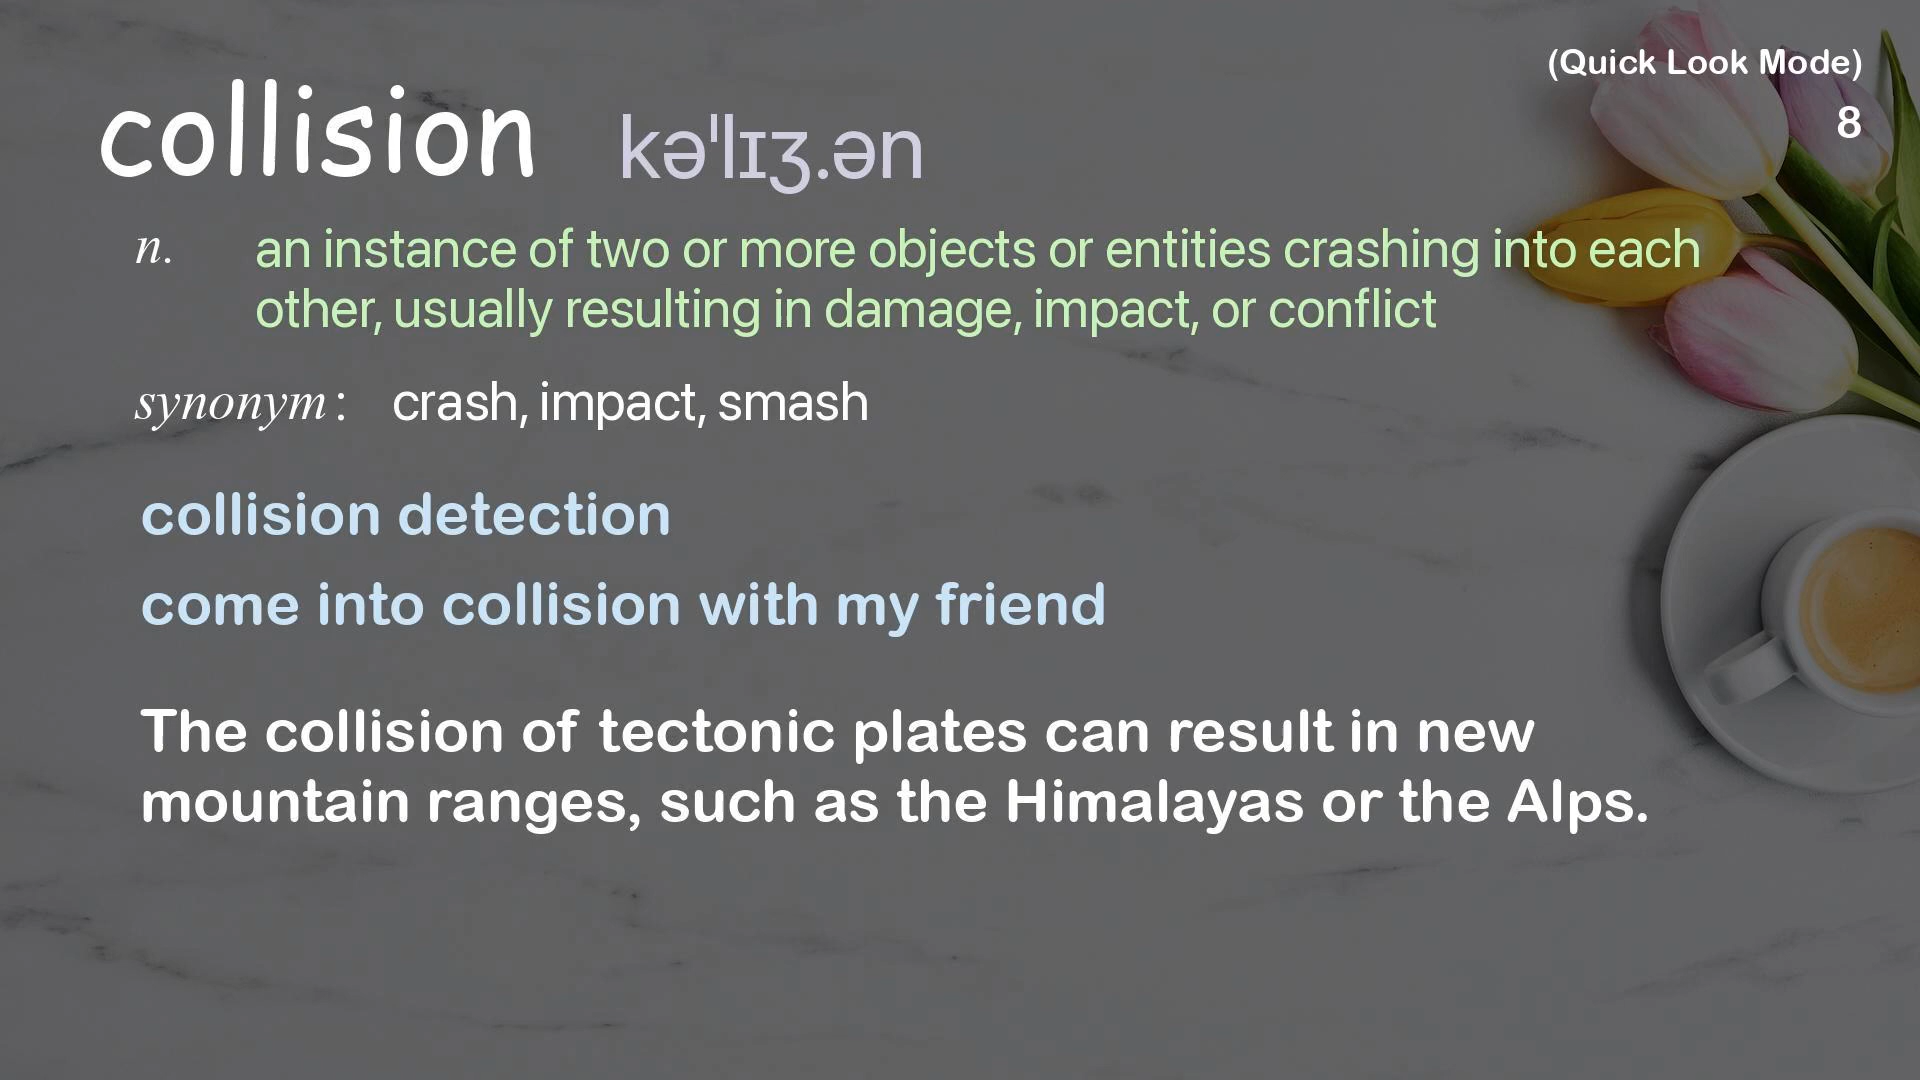 (Quick Look Mode)
8
collision kəˈlɪʒ.ən
n. an instance of two or more objects or entities crashing into each
other, usually resulting in damage, impact, or conflict
synonym: crash, impact, smash
collision detection
come into collision with my friend
The collision of tectonic plates can result in new
mountain ranges, such as the Himalayas or the Alps.